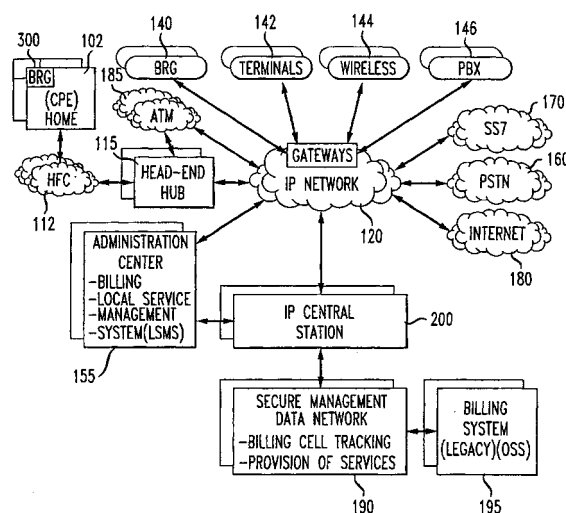 300
102
140
142
144
146
BRG
(CPE)
HOME
185
BRG
TERMINALS
WIRELESS
PBX
ATM
170
SS7
115
GATEWAYS
HFC
HEAD-END
HUB
IP NETWORK
PSTN
160
112
120
INTERNET
180
ADMINISTRATION
CENTER
-BILLING
-LOCAL SERVICE
-MANAGEMENT
-SYSTEM(LSMS)
IP CENTRAL
STATION
200
155
SECURE MANAGEMENT
DATA NETWORK
-BILLING CELL TRACKING
-PROVISION OF SERVICES
BILLING
SYSTEM
(LEGACY)(OSS)
190
195